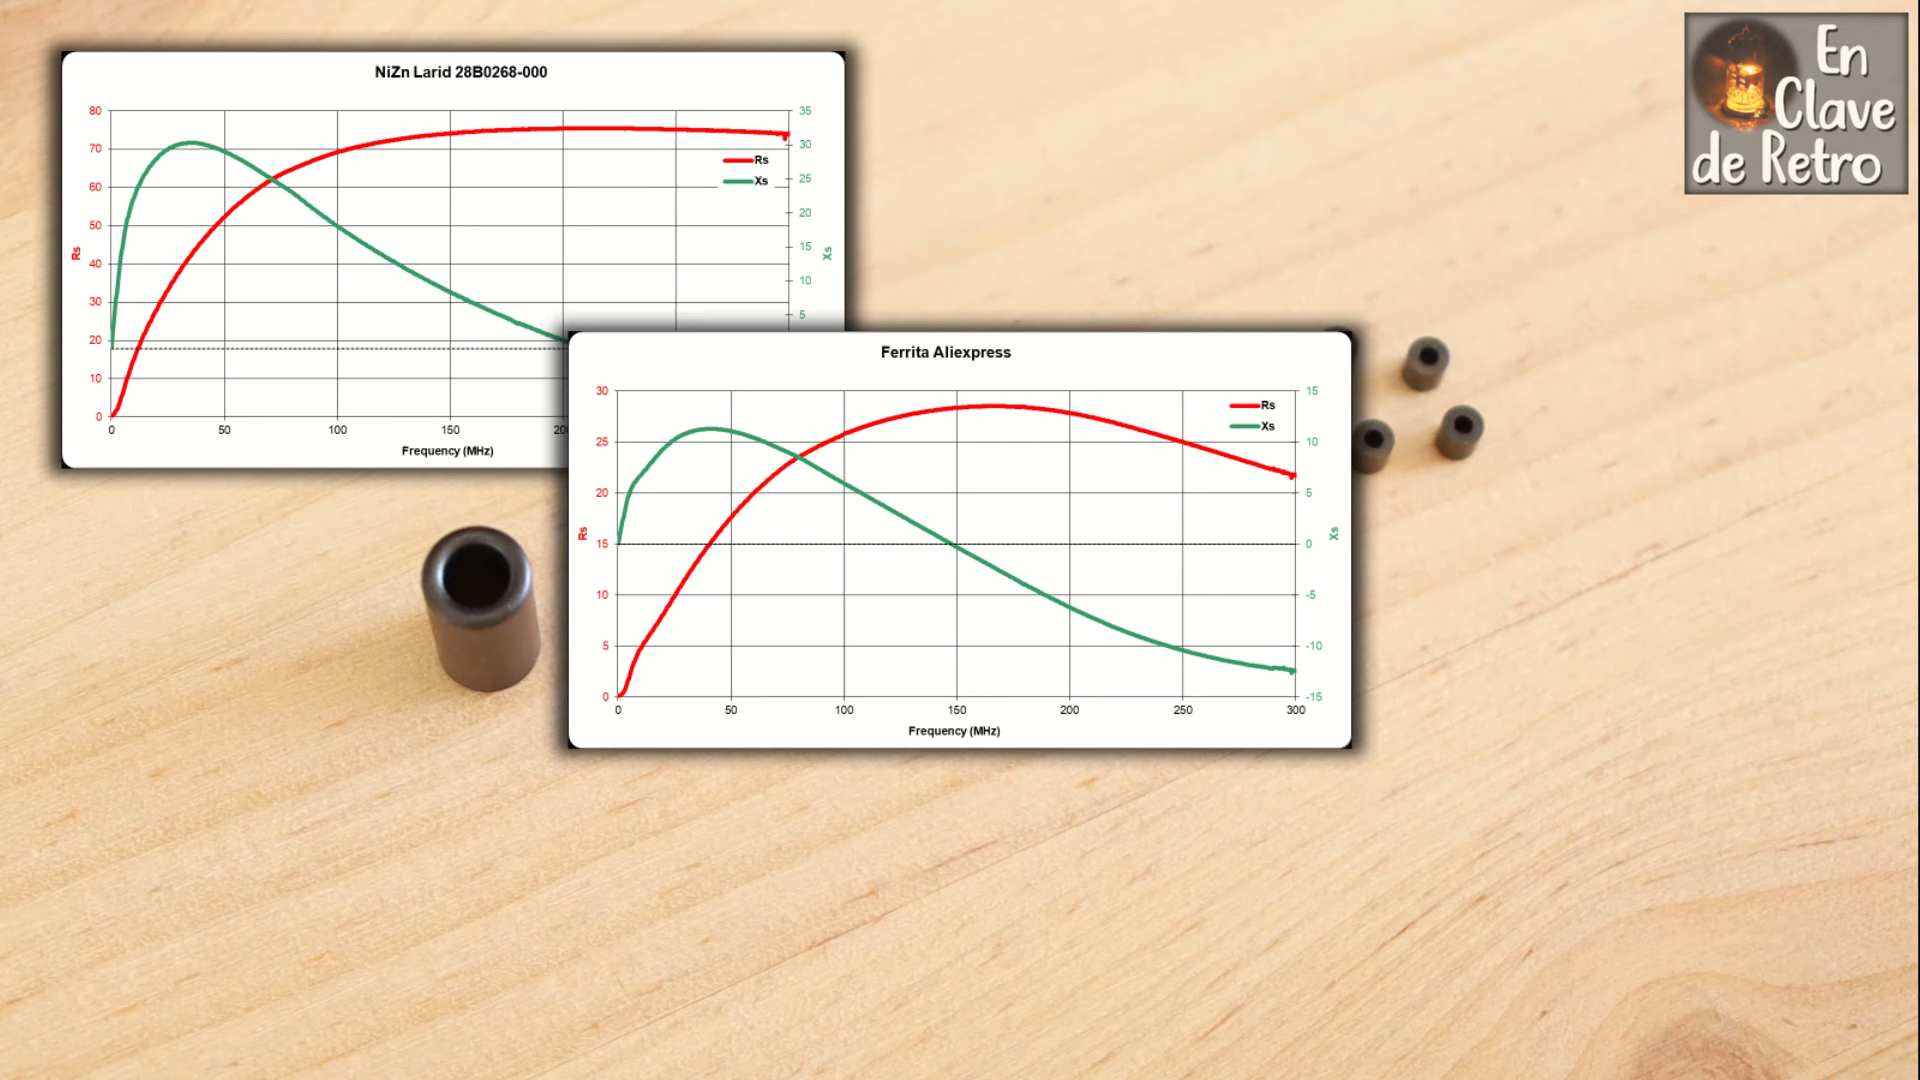 NiZn Larid 28B0268-000
80
70
60
50
40
30
20
10
0
35
30
25
20
15
10
5
Rs
Xs
Rs
Xs
0
50
100
150
Frequency (MHz)
Ferrita Aliexpress
30
25
20
15
10
5
0
15
10
5
0
-5
-10
-15
Rs
Xs
Rs
Xs
0
50
100
150
200
250
300
Frequency (MHz)
En
Clave
de Retro